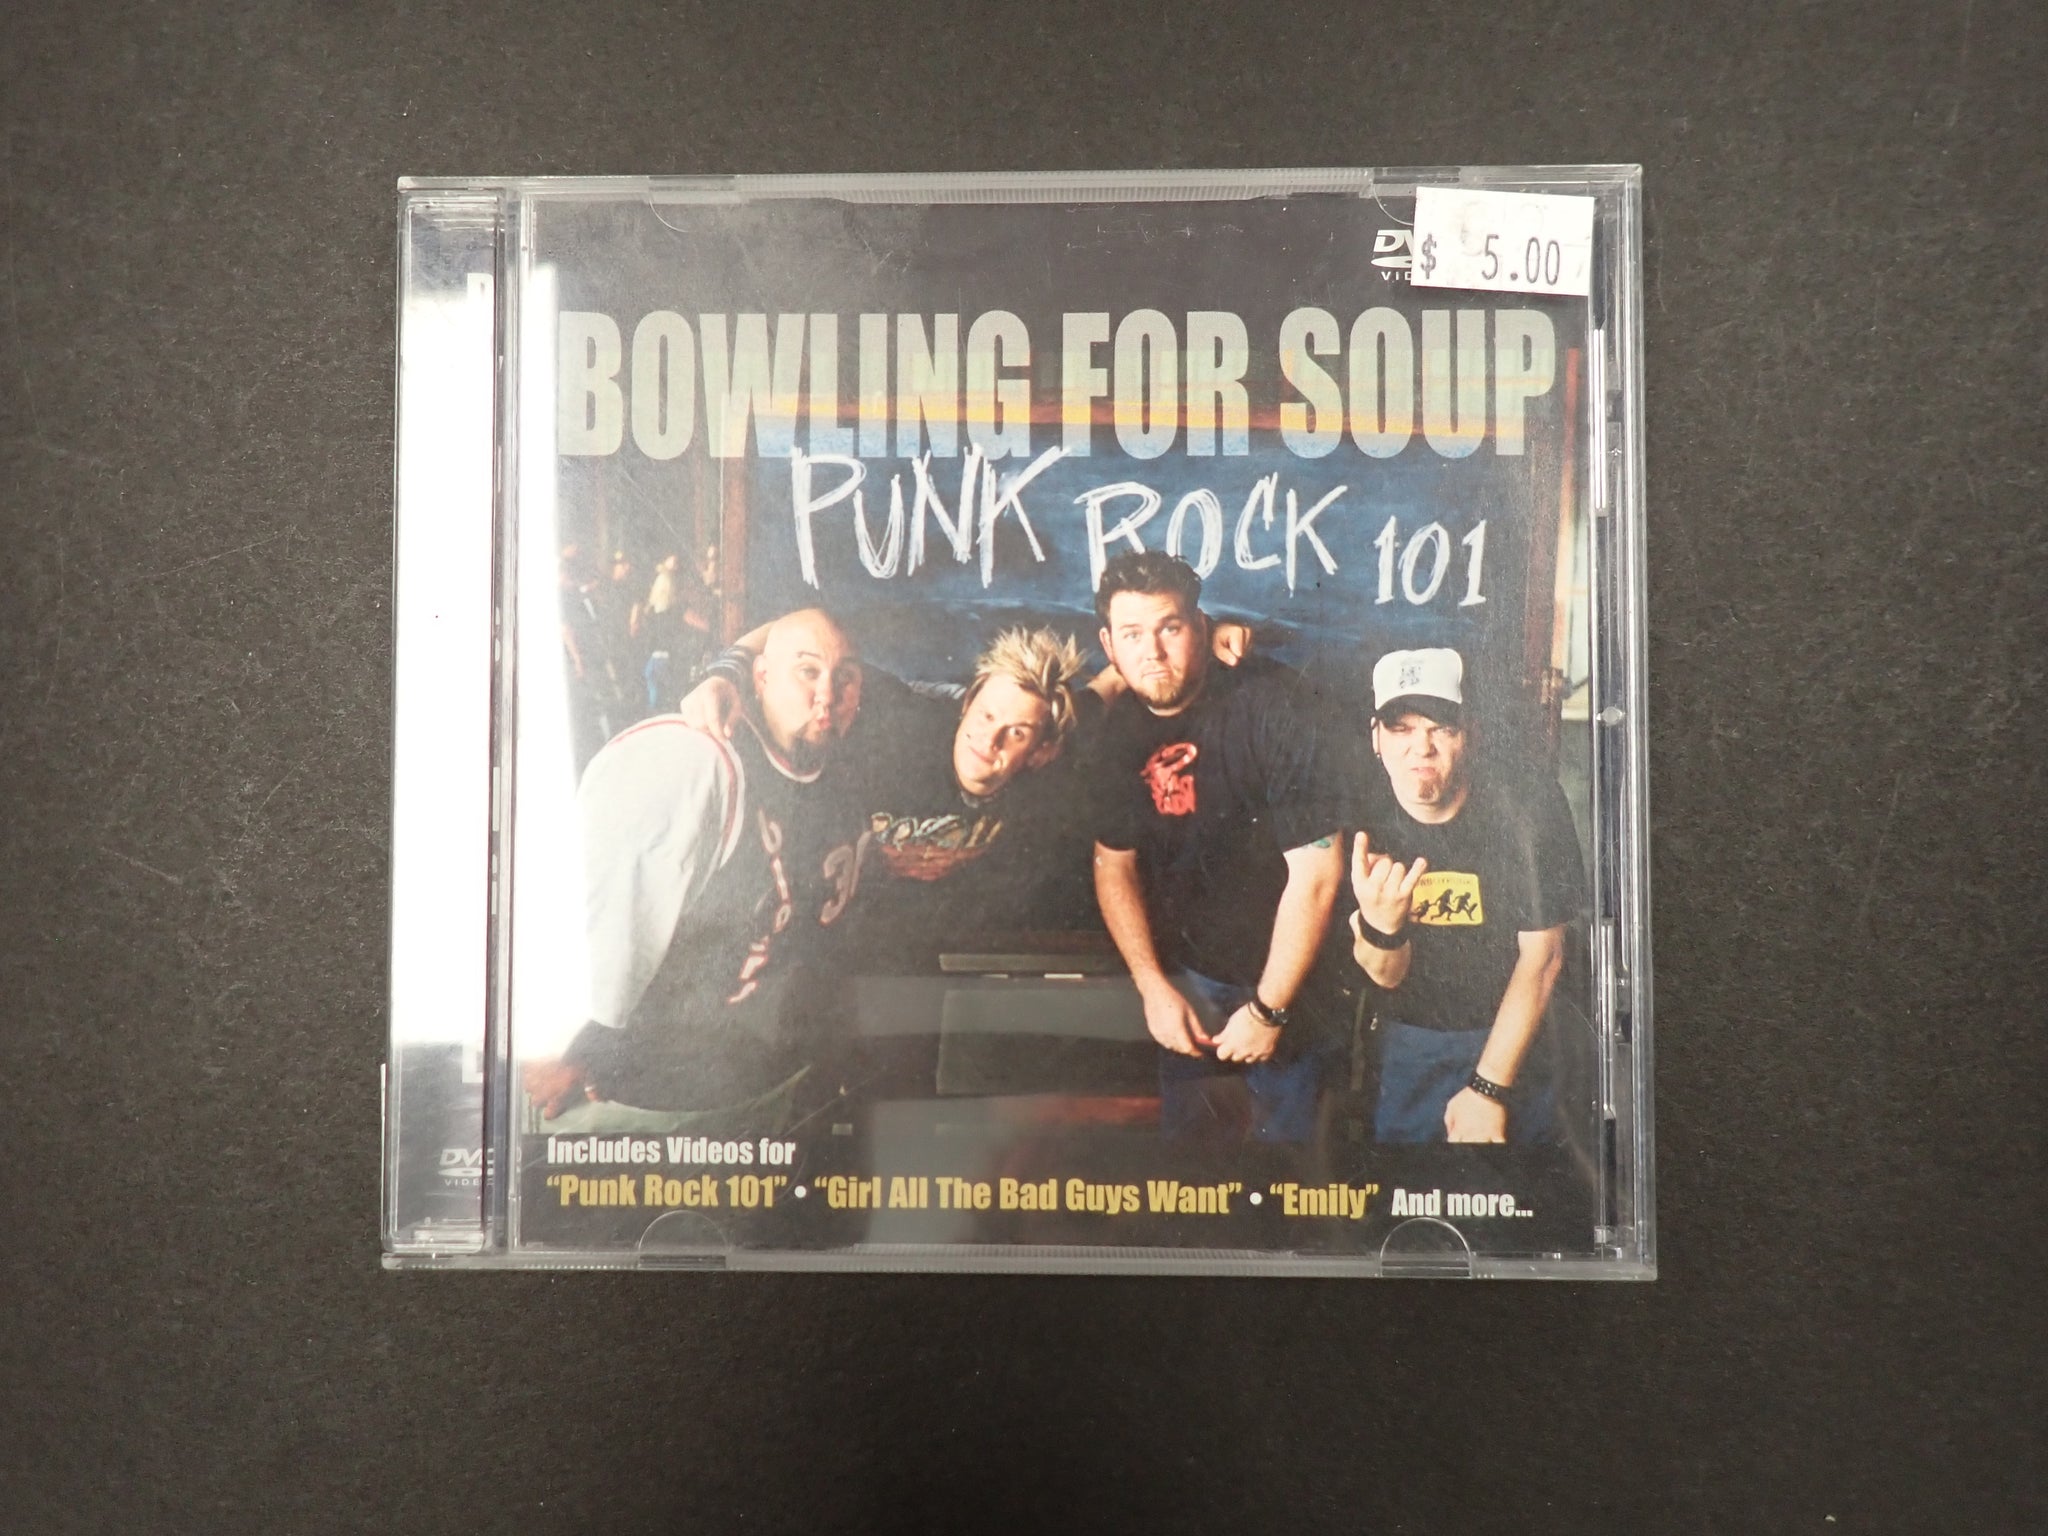 $ 5.00
BOWLING FOR SOUP
PUNK ROCK 101
Includes Videos for
"Punk Rock 101" • "Girl All The Bad Guys Want" • "Emily" And more...